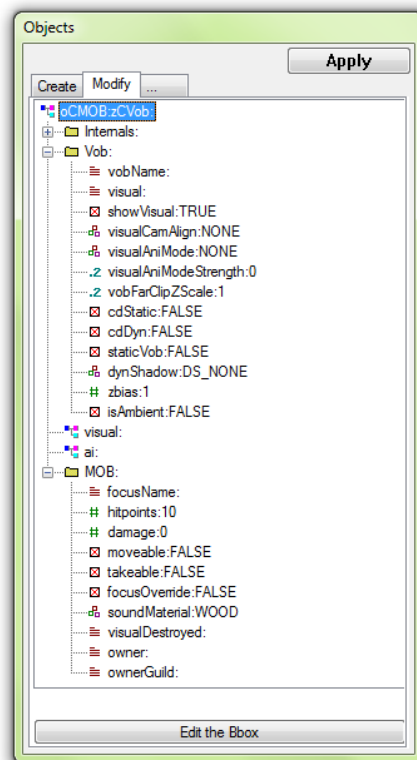 Objects
Apply
Create Modify ...
oCMOB:zCVob:
Internals:
Vob:
vobName:
visual:
showVisual:TRUE
visualCamAlign:NONE
visualAniMode:NONE
.2 visualAniModeStrength:0
.2 vobFarClipZScale:1
cdStatic:FALSE
cdDyn:FALSE
staticVob:FALSE
dynShadow:DS_NONE
# zbias:1
isAmbient:FALSE
visual:
ai:
MOB:
focusName:
# hitpoints:10
# damage:0
moveable:FALSE
takeable:FALSE
focusOverride:FALSE
soundMaterial:WOOD
visualDestroyed:
owner:
ownerGuild:
Edit the Bbox